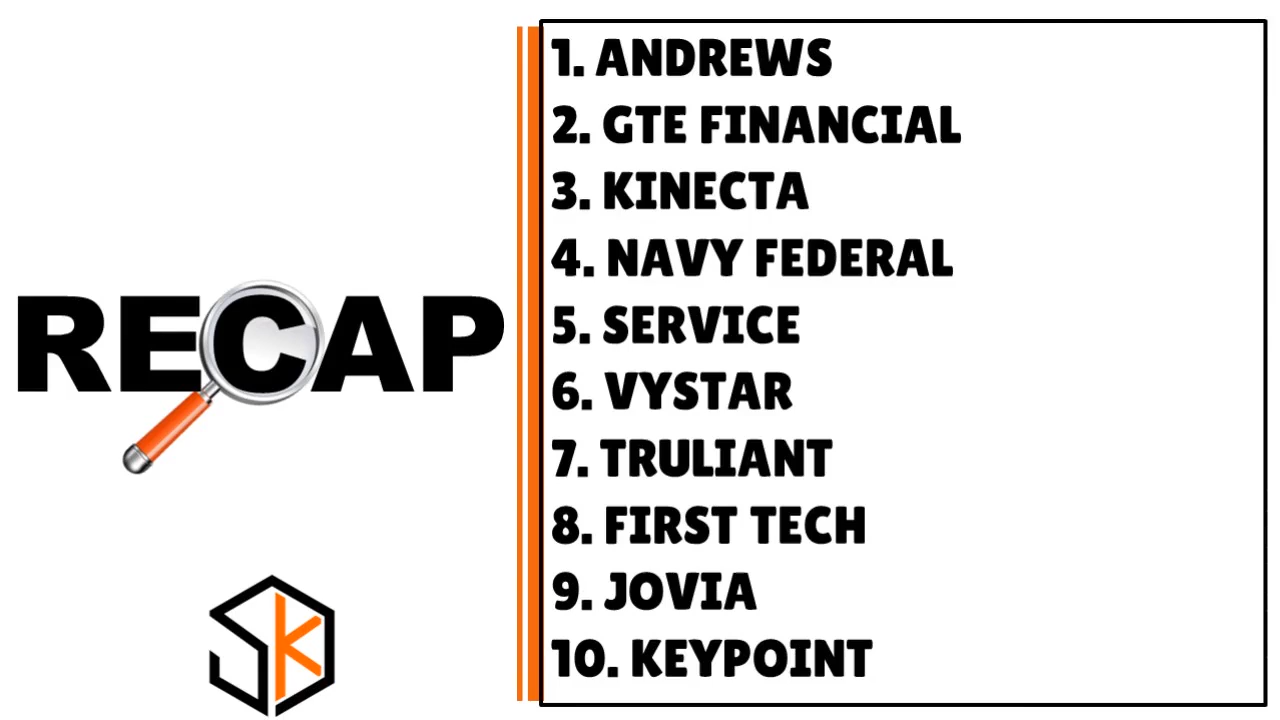 RECAP
1. ANDREWS
2. GTE FINANCIAL
3. KINECTA
4. NAVY FEDERAL
5. SERVICE
6. VYSTAR
7. TRULIANT
8. FIRST TECH
9. JOVIA
10. KEYPOINT
SK